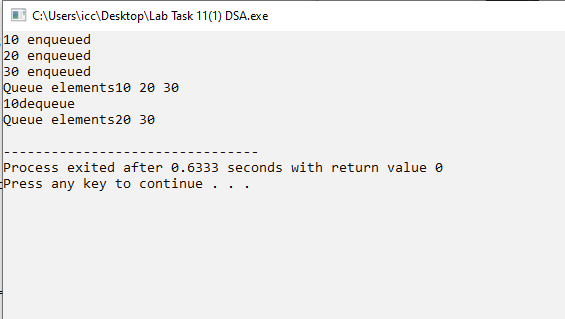 C:\Users\icc\Desktop\Lab Task 11(1) DSA.exe
10 enqueued
20 enqueued
30 enqueued
Queue elements10 20 30
10dequeue
Queue elements20 30
--------------------------------
Process exited after 0.6333 seconds with return value 0
Press any key to continue . . .